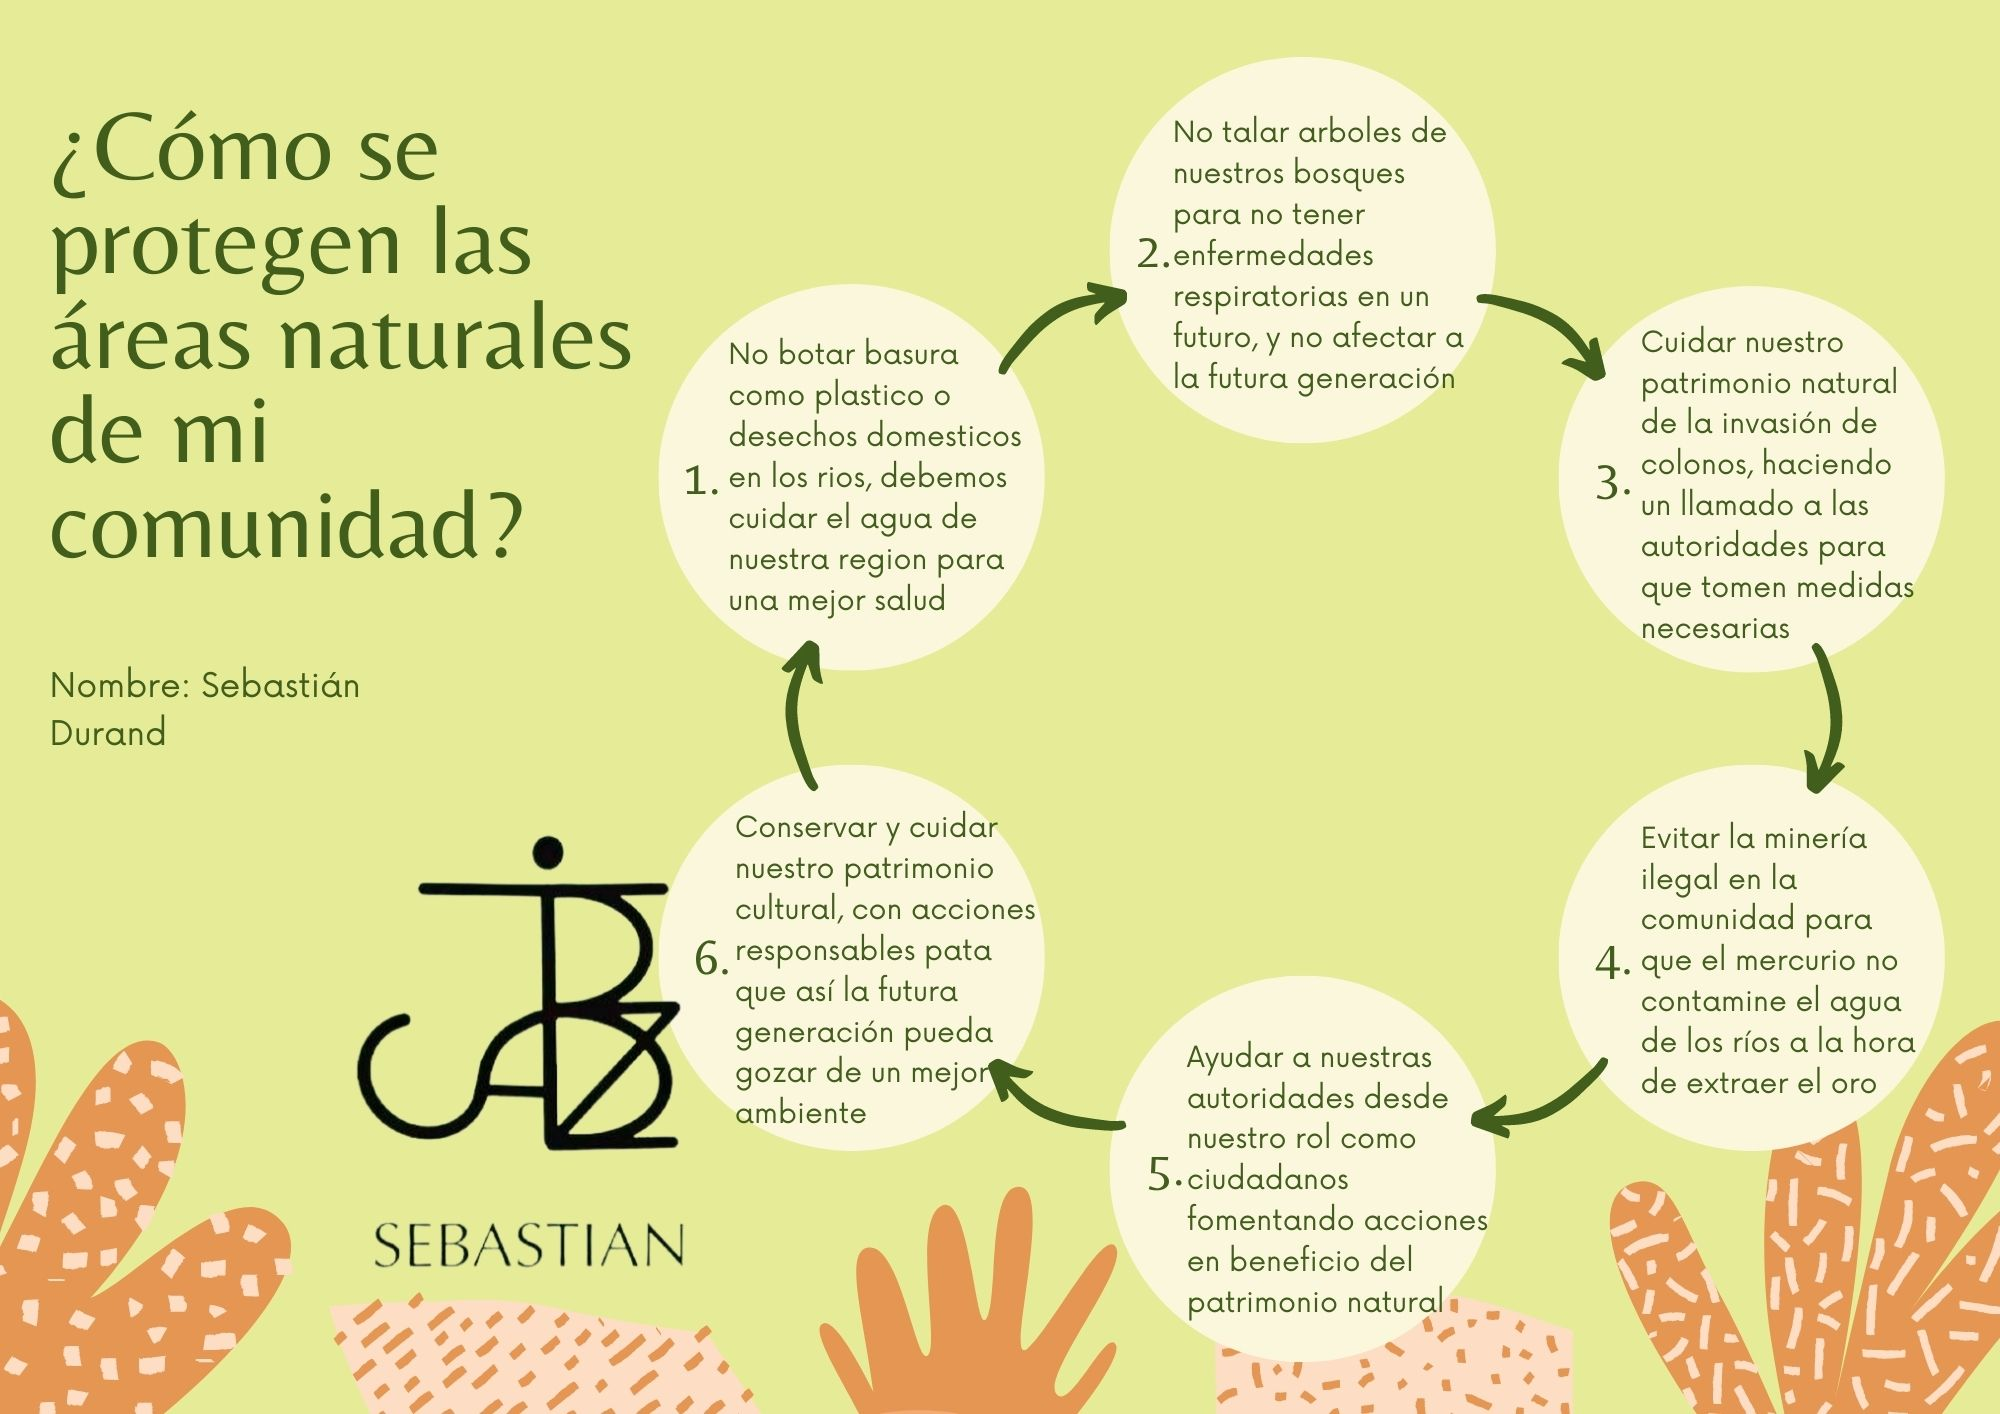 ¿Cómo se
protegen las
áreas naturales
de mi
comunidad?
Nombre: Sebastián
Durand
SEBASTIAN
1.
No botar basura
como plastico o
desechos domesticos
en los rios, debemos
cuidar el agua de
nuestra region para
una mejor salud
2.
No talar arboles de
nuestros bosques
para no tener
enfermedades
respiratorias en un
futuro, y no afectar a
la futura generación
3.
Cuidar nuestro
patrimonio natural
de la invasión de
colonos, haciendo
un llamado a las
autoridades para
que tomen medidas
necesarias
4.
Evitar la minería
ilegal en la
comunidad para
que el mercurio no
contamine el agua
de los ríos a la hora
de extraer el oro
5.
Ayudar a nuestras
autoridades desde
nuestro rol como
ciudadanos
fomentando acciones
en beneficio del
patrimonio natural
6.
Conservar y cuidar
nuestro patrimonio
cultural, con acciones
responsables pata
que así la futura
generación pueda
gozar de un mejor
ambiente